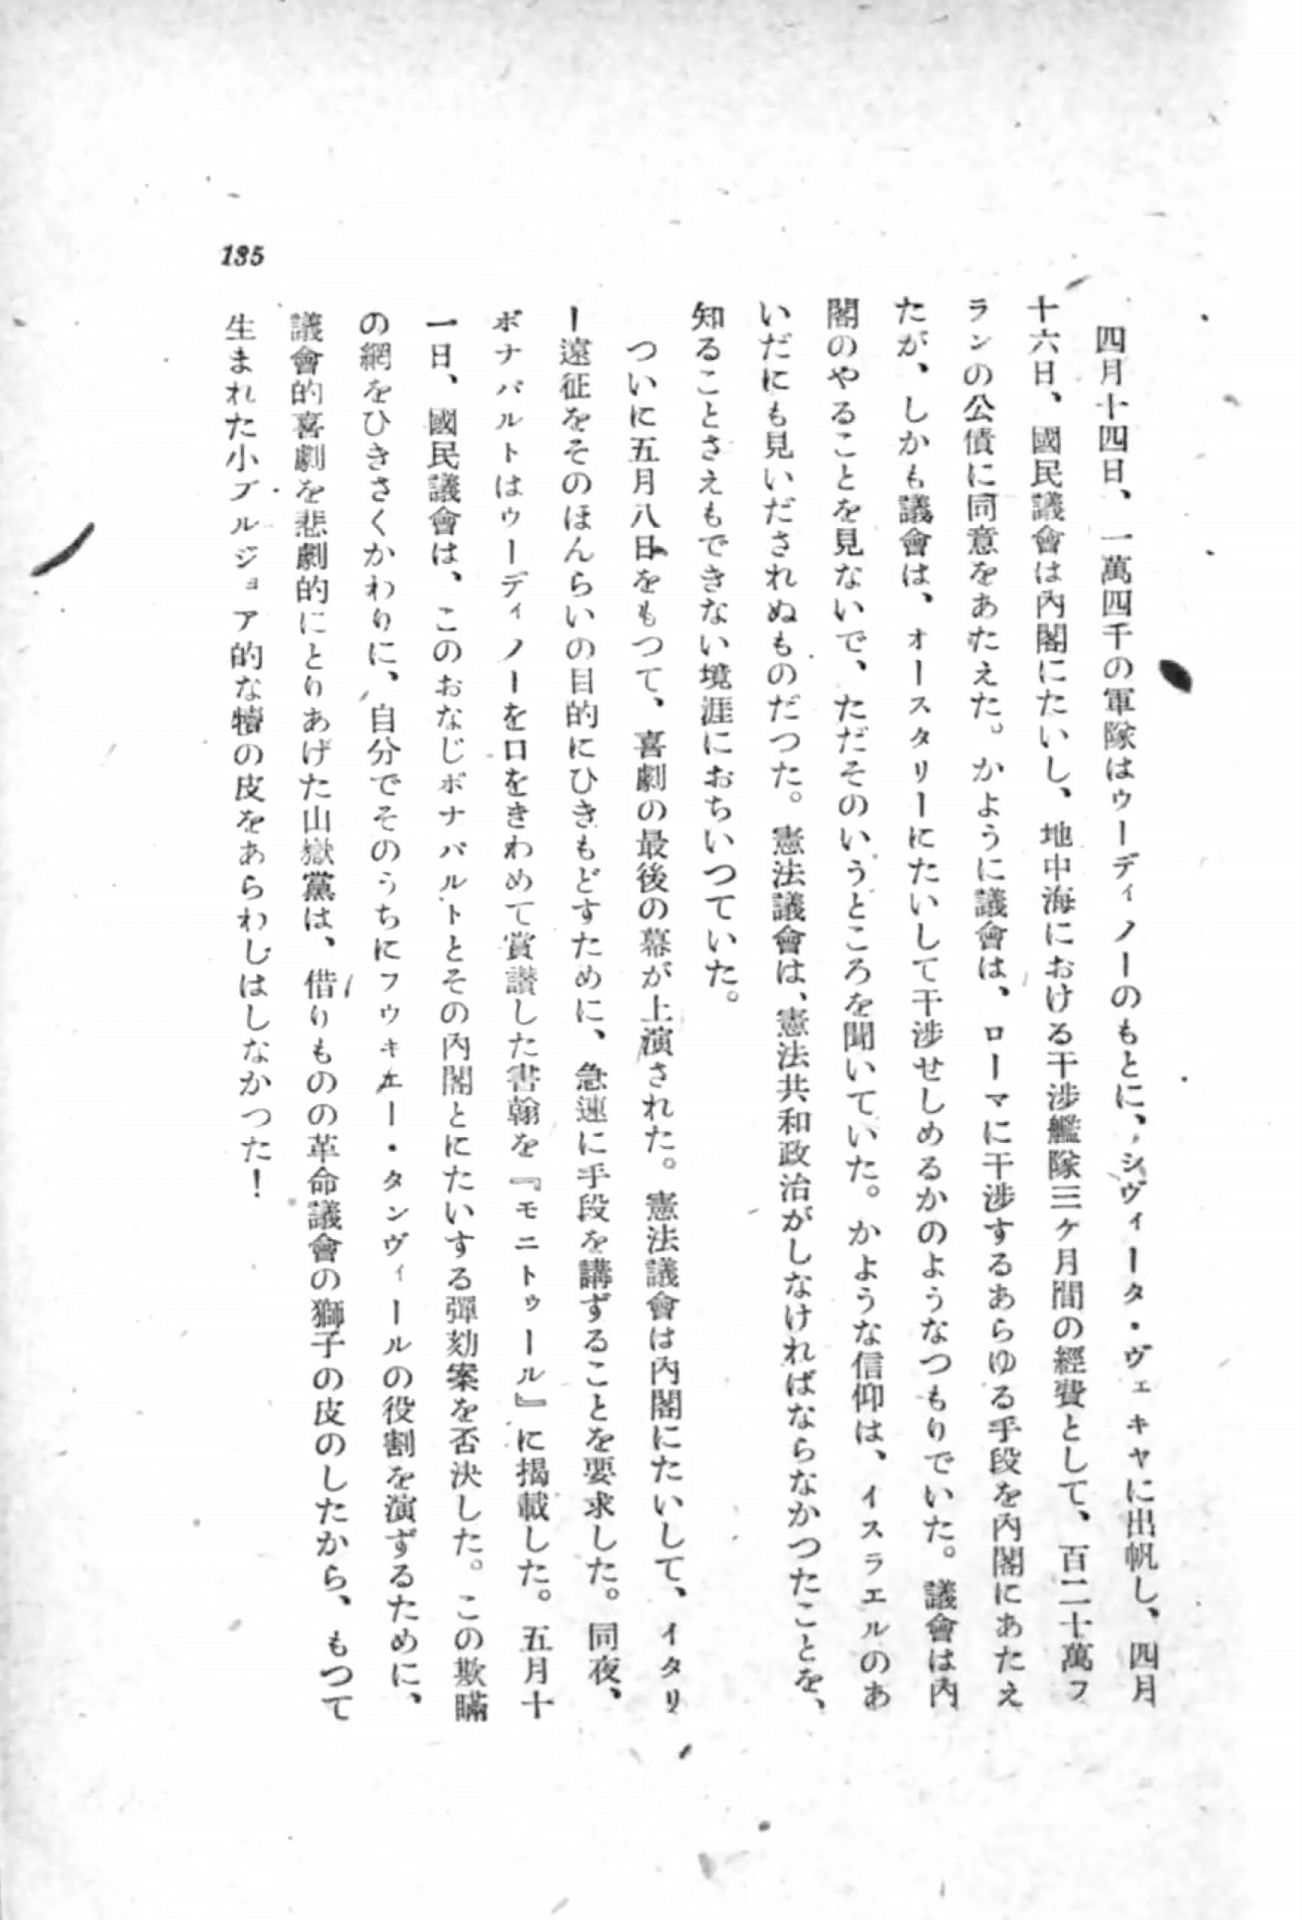 四月十四日、一萬四千の軍隊はウーディノーのもとに、シヴィータ・ヴェキヤに出帆し、四月
十六日、國民議會は內閣にたいし、地中海における干涉艦隊三ケ月間の經費として、百二十萬フ
ランの公債に同意をあたえた。かように議會は、ローマに干涉するあらゆる手段を內閣にあたえ
たが、しかも議會は、オースタリーにたいして干涉せしめるかのようなつもりでいた。議會は內
閣のやることを見ないで、ただそのいうところを聞いていた。かような信仰は、イスラエルのあ
いだにも見いだされぬものだつた。憲法議會は、憲法共和政治がしなければならなかつたことを、
知ることさえもできない境涯におちいつていた。
ついに五月八日をもつて、喜劇の最後の幕が上演された。憲法議會は內閣にたいして、イタリ
ー遠征をそのほんらいの目的にひきもどすために、急速に手段を講ずることを要求した。同夜、
ボナパルトはウーディノーを口をきわめて賞讃した書翰を『モニトゥール』に揭載した。五月十
一日、國民議會は、このおなじボナパルトとその內閣とにたいする彈劾案を否決した。この欺瞞
の網をひきさくかわりに、自分でそのうちにフウキエー・タンヴィールの役割を演ずるために、
議會的喜劇を悲劇的にとりあげた山嶽黨は、借りものの革命議會の獅子の皮のしたから、もつて
生まれた小ブルジョア的な犢の皮をあらわしはしなかつた！
135